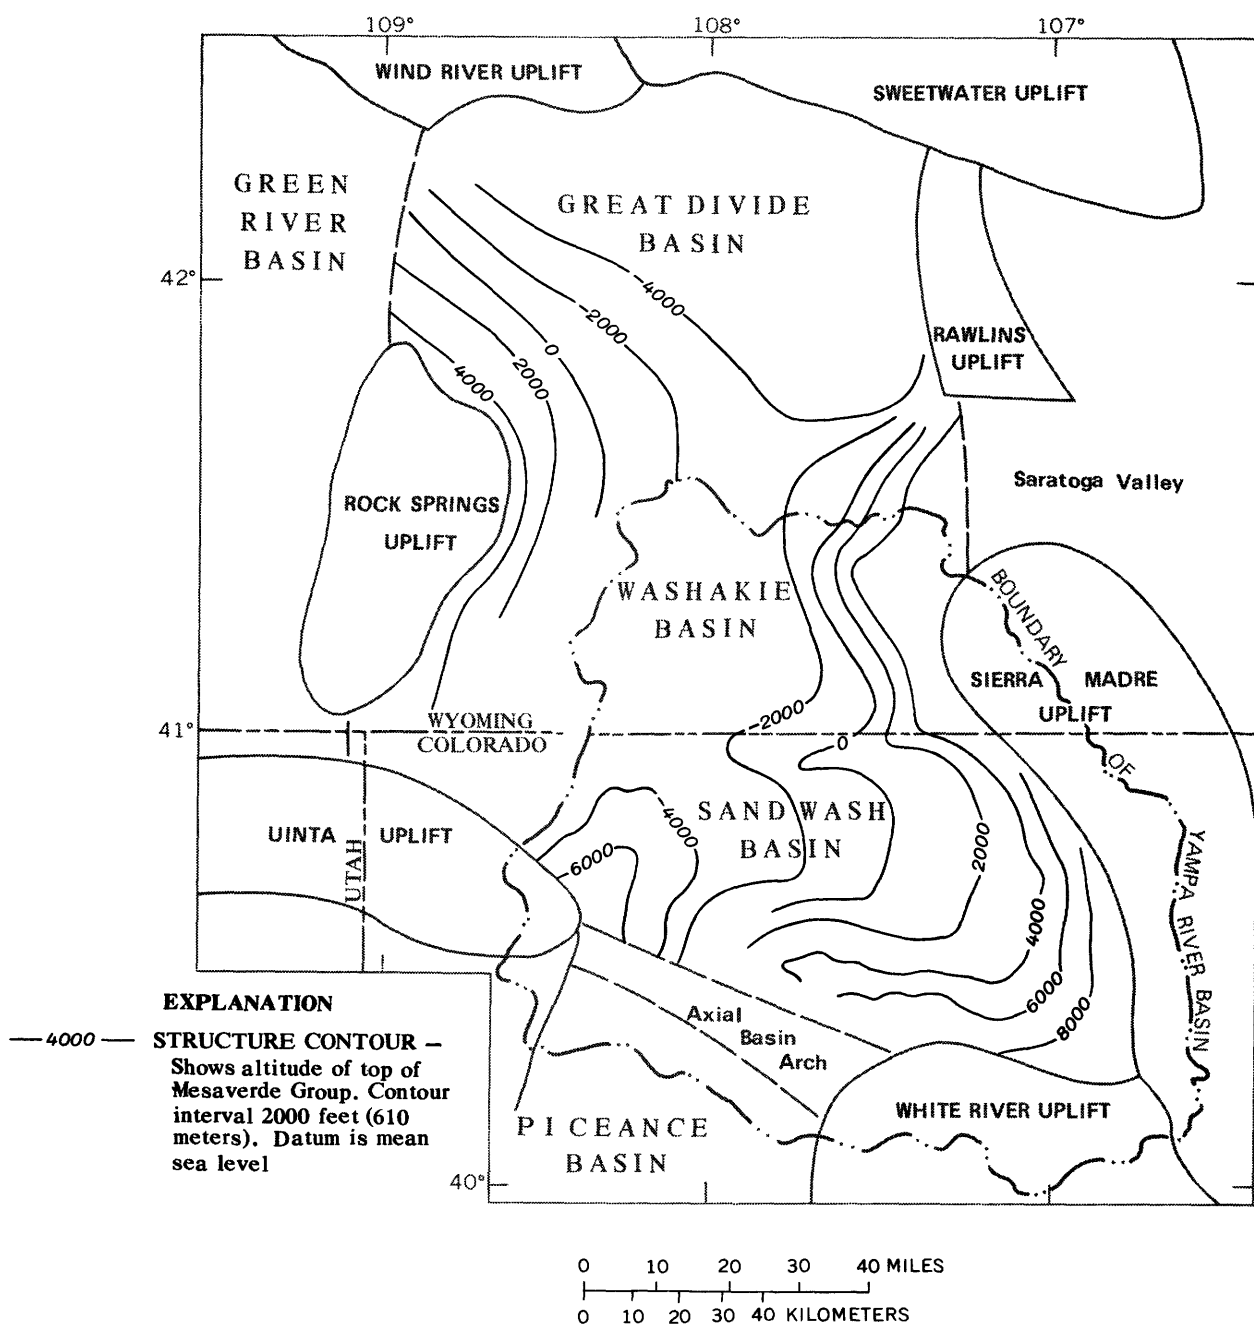 109° 108° 107°
WIND RIVER UPLIFT
SWEETWATER UPLIFT
GREEN
RIVER
BASIN
GREAT DIVIDE
BASIN
42°
-4000
-2000
0
2000
4000
RAWLINS
UPLIFT
Saratoga Valley
ROCK SPRINGS
UPLIFT
WASHAKIE
BASIN
BOUNDARY OF YAMPA RIVER BASIN
SIERRA MADRE
UPLIFT
41°
WYOMING
COLORADO
-2000
0
UINTA UPLIFT
UTAH
SAND WASH
BASIN
-4000
-6000
2000
4000
6000
8000
Axial
Basin
Arch
WHITE RIVER UPLIFT
PICEANCE
BASIN
40°
EXPLANATION
—4000— STRUCTURE CONTOUR –
Shows altitude of top of
Mesaverde Group. Contour
interval 2000 feet (610
meters). Datum is mean
sea level
0 10 20 30 40 MILES
0 10 20 30 40 KILOMETERS